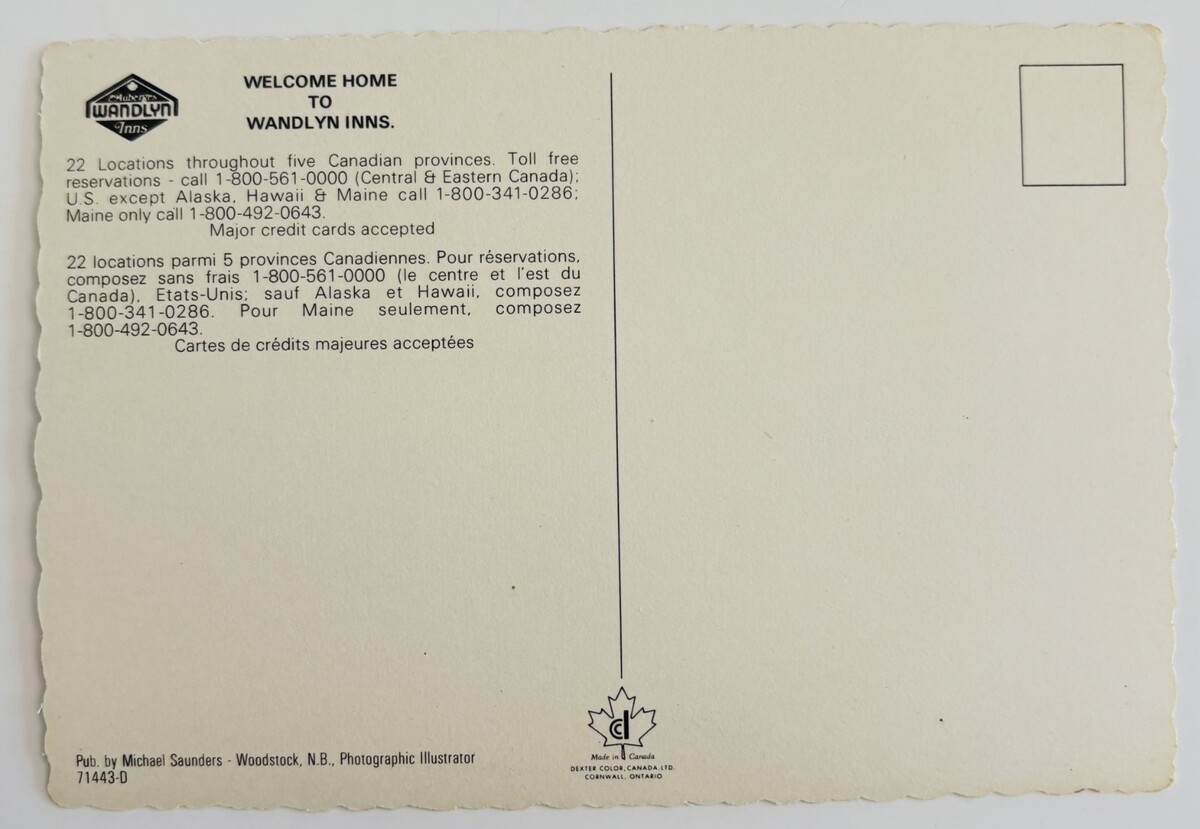 Auberges
WANDLYN
Inns
WELCOME HOME
TO
WANDLYN INNS.
22 Locations throughout five Canadian provinces. Toll free
reservations - call 1-800-561-0000 (Central & Eastern Canada);
U.S. except Alaska, Hawaii & Maine call 1-800-341-0286;
Maine only call 1-800-492-0643.
Major credit cards accepted
22 locations parmi 5 provinces Canadiennes. Pour réservations,
composez sans frais 1-800-561-0000 (le centre et l'est du
Canada), Etats-Unis; sauf Alaska et Hawaii, composez
1-800-341-0286. Pour Maine seulement, composez
1-800-492-0643.
Cartes de crédits majeures acceptées
Pub. by Michael Saunders - Woodstock, N.B., Photographic Illustrator
71443-D
dc
Made in Canada
DEXTER COLOR, CANADA, LTD.
CORNWALL, ONTARIO